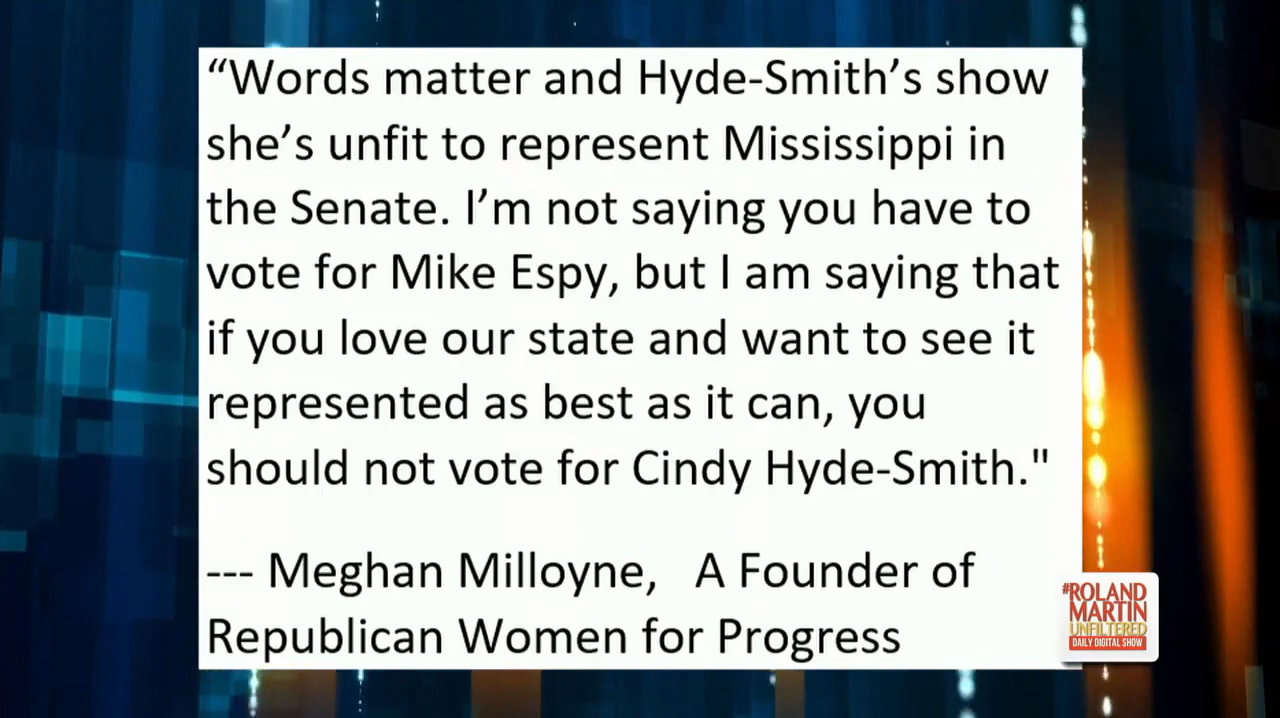 “Words matter and Hyde-Smith’s show
she’s unfit to represent Mississippi in
the Senate. I’m not saying you have to
vote for Mike Espy, but I am saying that
if you love our state and want to see it
represented as best as it can, you
should not vote for Cindy Hyde-Smith."
--- Meghan Milloyne, A Founder of
Republican Women for Progress
#ROLAND
MARTIN
UNFILTERED
DAILY DIGITAL SHOW